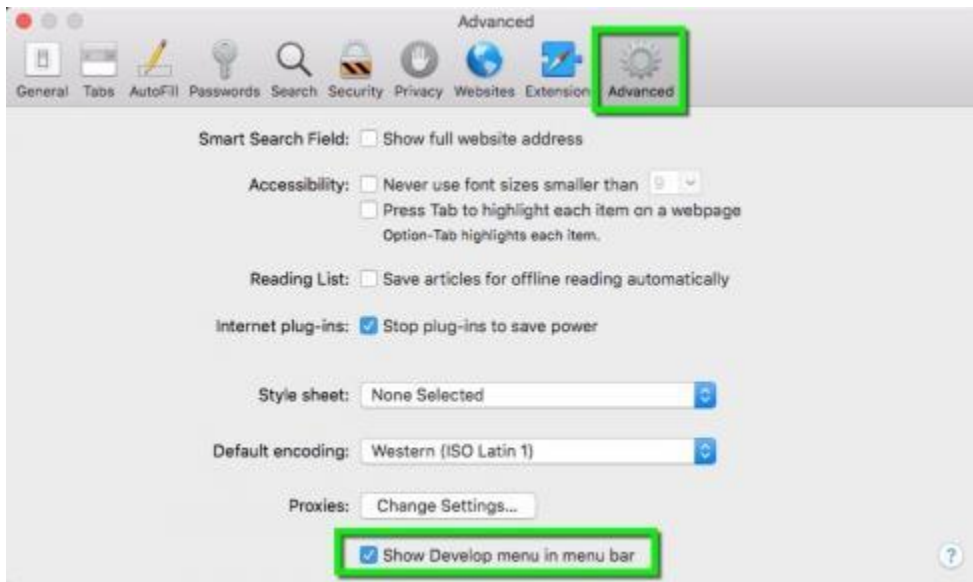 Advanced
General Tabs AutoFill Passwords Search Security Privacy Websites Extension Advanced
Smart Search Field: Show full website address
Accessibility: Never use font sizes smaller than 9
Press Tab to highlight each item on a webpage
Option-Tab highlights each item.
Reading List: Save articles for offline reading automatically
Internet plug-ins: Stop plug-ins to save power
Style sheet: None Selected
Default encoding: Western (ISO Latin 1)
Proxies: Change Settings...
Show Develop menu in menu bar
?